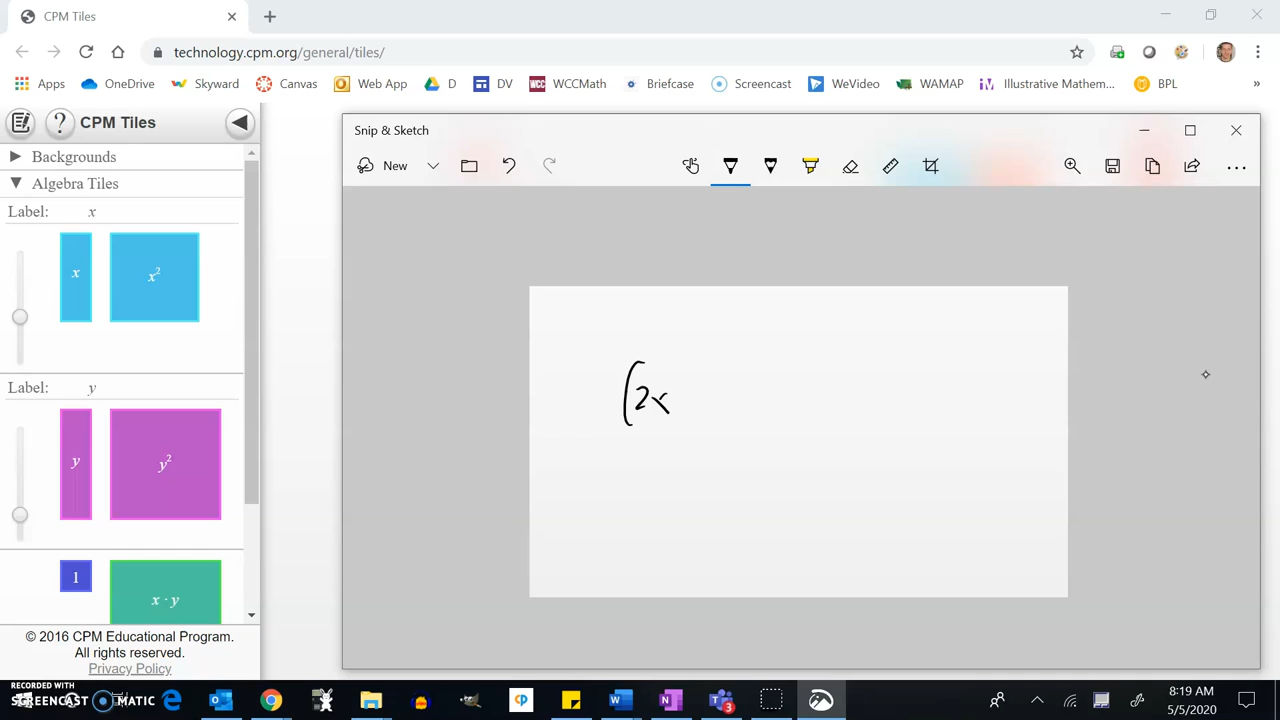 CPM Tiles
technology.cpm.org/general/tiles/
Apps OneDrive Skyward Canvas Web App D DV WCCMath Briefcase Screencast WeVideo WAMAP Illustrative Mathem... BPL »
CPM Tiles
Backgrounds
Algebra Tiles
Label: x
x x²
Label: y
y y²
1 x · y
© 2016 CPM Educational Program.
All rights reserved.
Privacy Policy
Snip & Sketch
New
(2x
RECORDED WITH
SCREENCAST MATIC
3
8:19 AM
5/5/2020